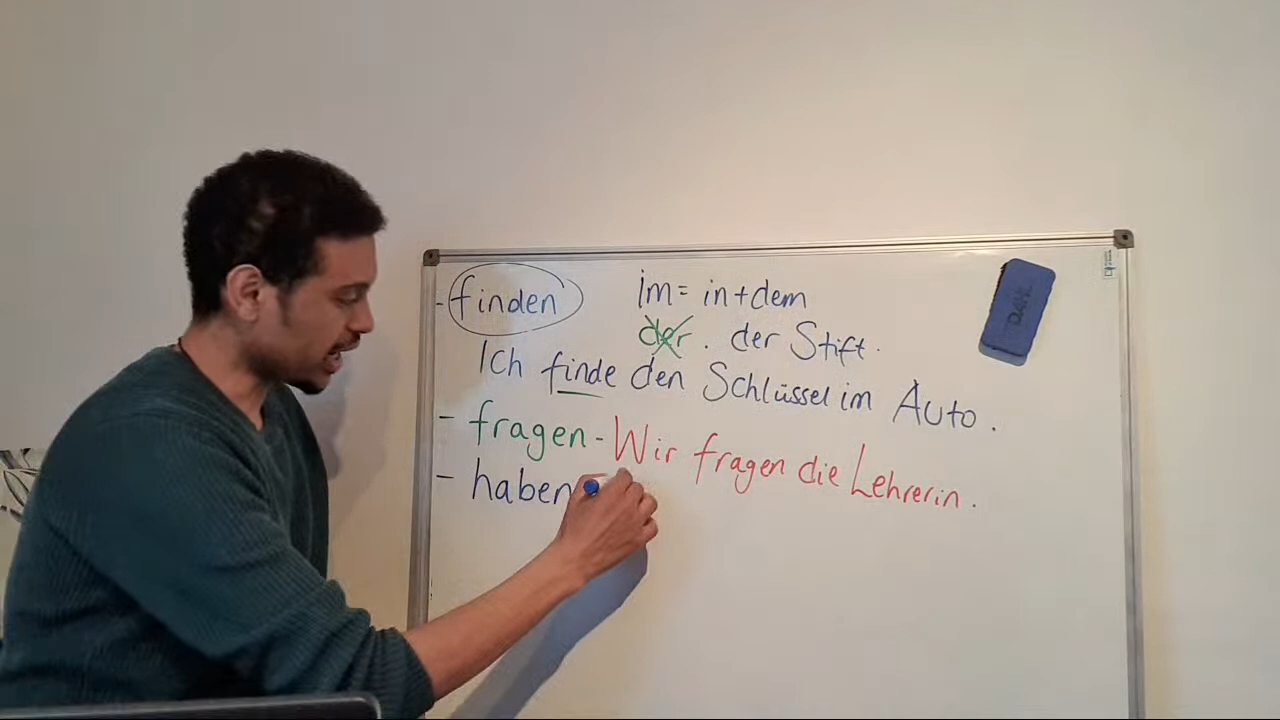 - finden im = in + dem
der . der Stift .
Ich finde den Schlüssel im Auto .
- fragen - Wir fragen die Lehrerin .
- haben
DAHLE